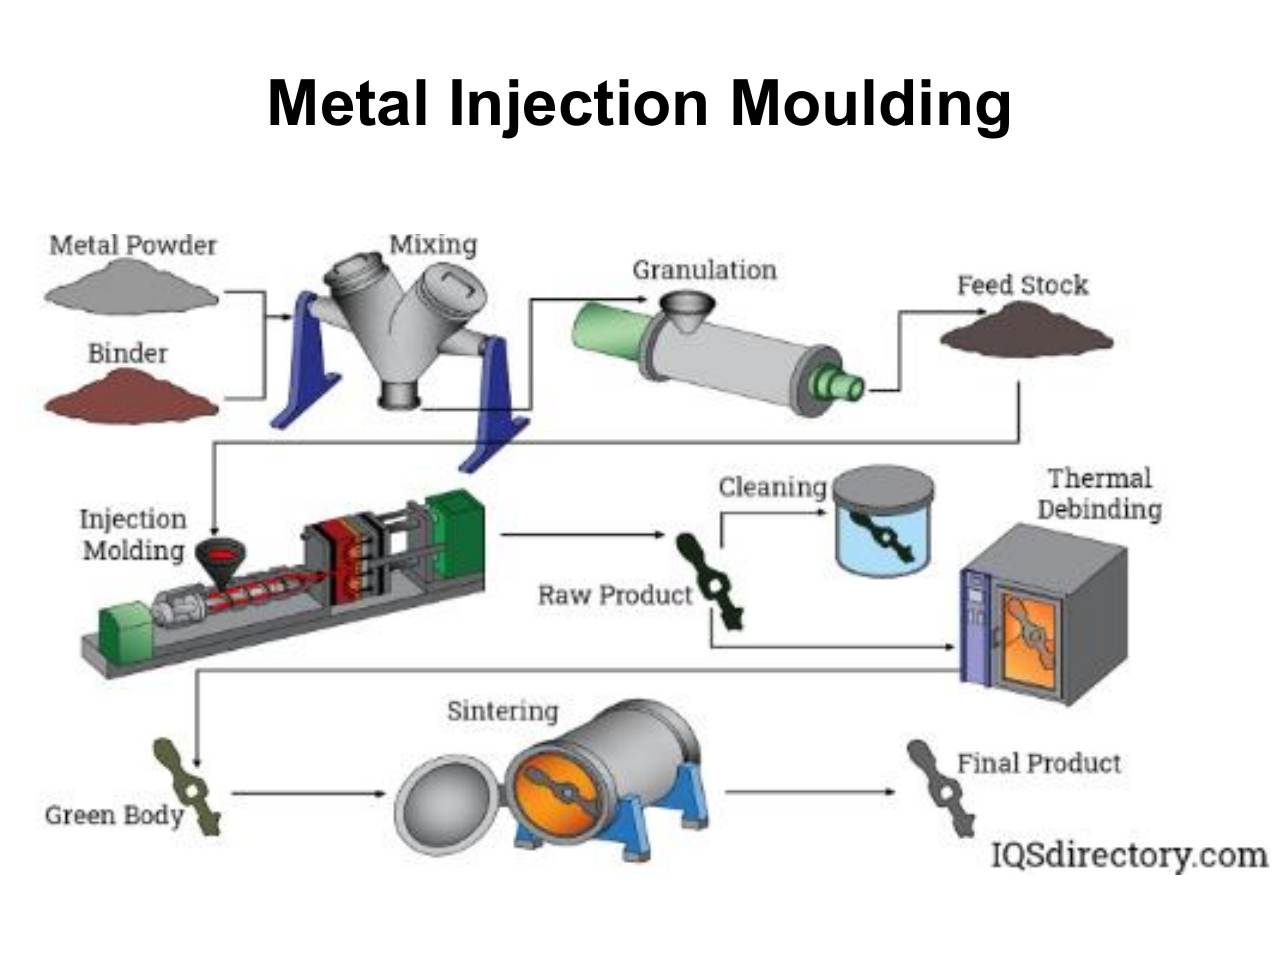 Metal Injection Moulding
Metal Powder
Mixing
Granulation
Feed Stock
Binder
Injection
Molding
Cleaning
Thermal
Debinding
Raw Product
Sintering
Green Body
Final Product
IQSdirectory.com